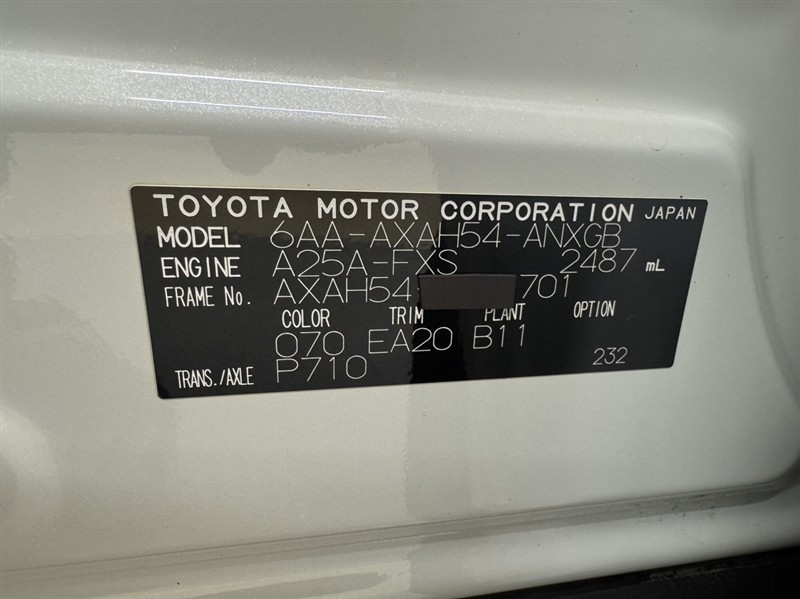 TOYOTA MOTOR CORPORATION JAPAN
MODEL 6AA-AXAH54-ANXGB
ENGINE A25A-FXS 2487 mL
FRAME No. AXAH54 701
COLOR TRIM PLANT OPTION
070 EA20 B11
TRANS./AXLE P710 232